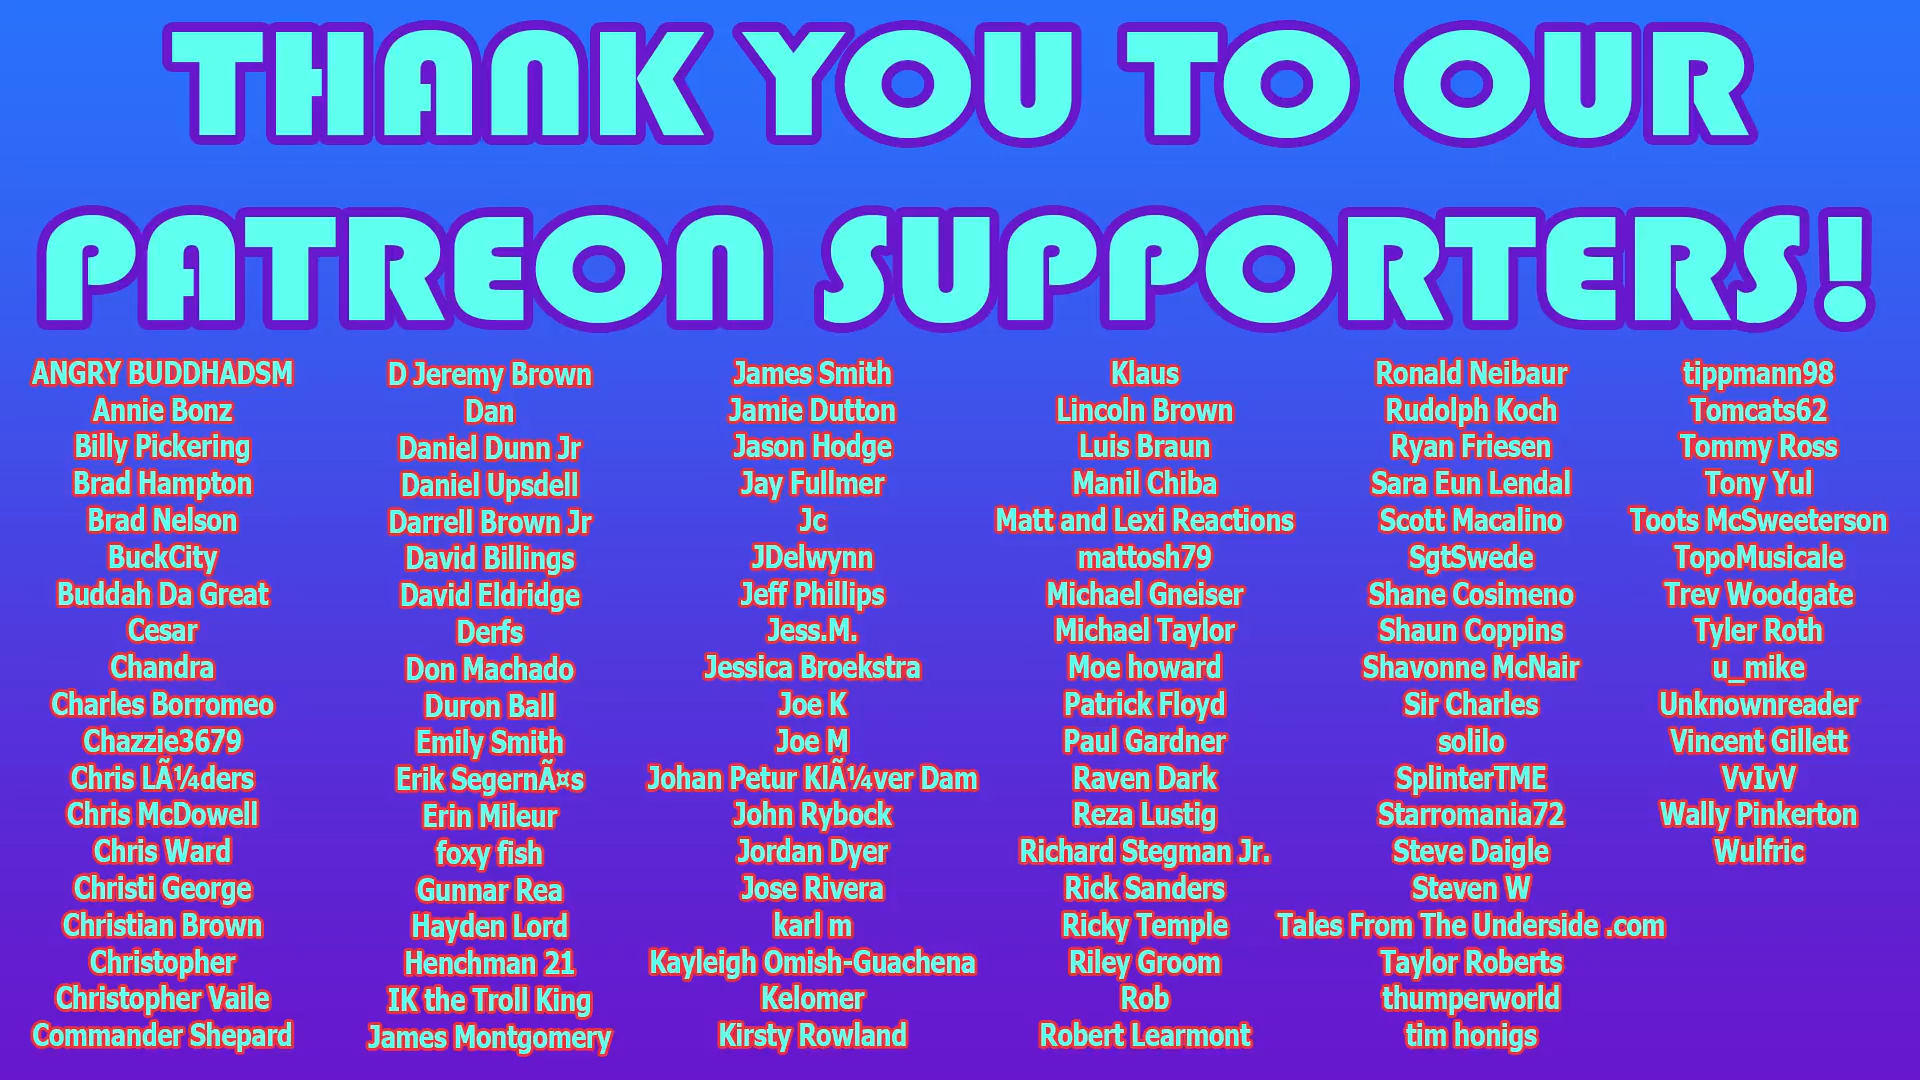 THANK YOU TO OUR
PATREON SUPPORTERS!
ANGRY BUDDHADSM
Annie Bonz
Billy Pickering
Brad Hampton
Brad Nelson
BuckCity
Buddah Da Great
Cesar
Chandra
Charles Borromeo
Chazzie3679
Chris LÃ¼ders
Chris McDowell
Chris Ward
Christi George
Christian Brown
Christopher
Christopher Vaile
Commander Shepard
D Jeremy Brown
Dan
Daniel Dunn Jr
Daniel Upsdell
Darrell Brown Jr
David Billings
David Eldridge
Derfs
Don Machado
Duron Ball
Emily Smith
Erik SegernÃ¤s
Erin Mileur
foxy fish
Gunnar Rea
Hayden Lord
Henchman 21
IK the Troll King
James Montgomery
James Smith
Jamie Dutton
Jason Hodge
Jay Fullmer
Jc
JDelwynn
Jeff Phillips
Jess.M.
Jessica Broekstra
Joe K
Joe M
Johan Petur KlÃ¼ver Dam
John Rybock
Jordan Dyer
Jose Rivera
karl m
Kayleigh Omish-Guachena
Kelomer
Kirsty Rowland
Klaus
Lincoln Brown
Luis Braun
Manil Chiba
Matt and Lexi Reactions
mattosh79
Michael Gneiser
Michael Taylor
Moe howard
Patrick Floyd
Paul Gardner
Raven Dark
Reza Lustig
Richard Stegman Jr.
Rick Sanders
Ricky Temple
Riley Groom
Rob
Robert Learmont
Ronald Neibaur
Rudolph Koch
Ryan Friesen
Sara Eun Lendal
Scott Macalino
SgtSwede
Shane Cosimeno
Shaun Coppins
Shavonne McNair
Sir Charles
solilo
SplinterTME
Starromania72
Steve Daigle
Steven W
Tales From The Underside .com
Taylor Roberts
thumperworld
tim honigs
tippmann98
Tomcats62
Tommy Ross
Tony Yul
Toots McSweeterson
TopoMusicale
Trev Woodgate
Tyler Roth
u_mike
Unknownreader
Vincent Gillett
VvIvV
Wally Pinkerton
Wulfric